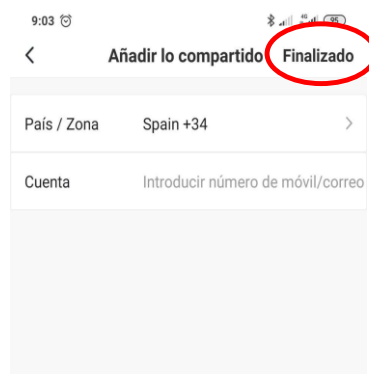 9:03
Añadir lo compartido Finalizado
País / Zona Spain +34
Cuenta Introducir número de móvil/correo